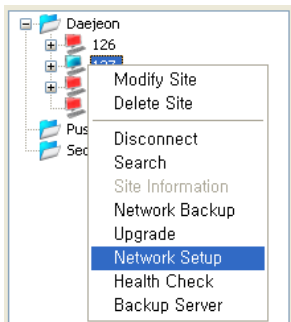 Daejeon
126
127
Modify Site
Delete Site
Disconnect
Search
Site Information
Network Backup
Upgrade
Network Setup
Health Check
Backup Server